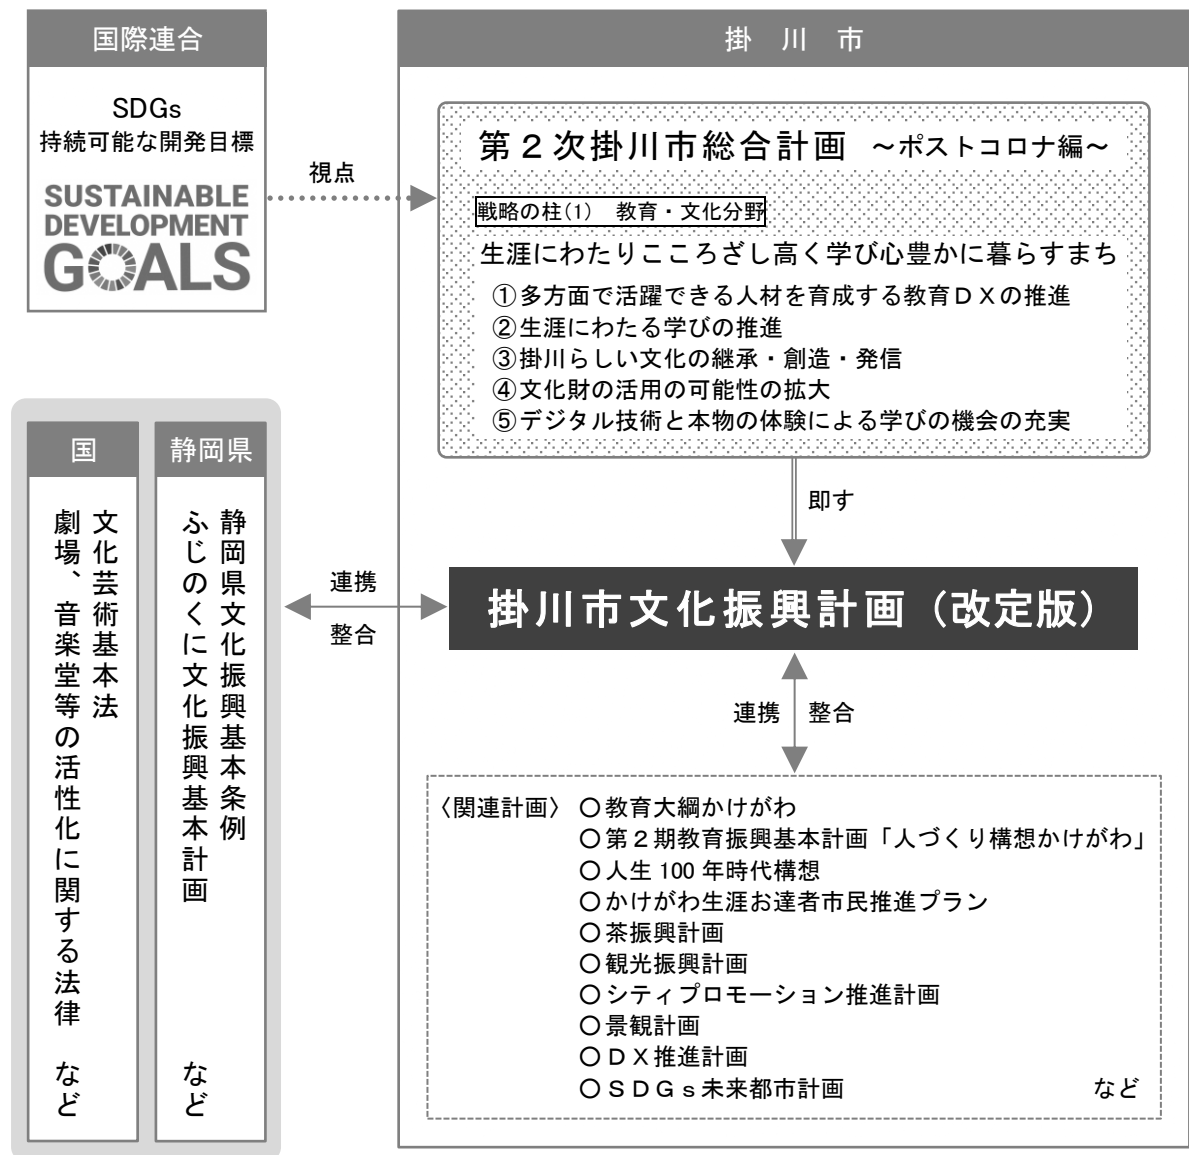 国際連合
SDGs
持続可能な開発目標
SUSTAINABLE
DEVELOPMENT
GOALS
視点
掛川市
第２次掛川市総合計画 ～ポストコロナ編～
戦略の柱(1)　教育・文化分野
生涯にわたりこころざし高く学び心豊かに暮らすまち
①多方面で活躍できる人材を育成する教育ＤＸの推進
②生涯にわたる学びの推進
③掛川らしい文化の継承・創造・発信
④文化財の活用の可能性の拡大
⑤デジタル技術と本物の体験による学びの機会の充実
即す
国
文化芸術基本法
劇場、音楽堂等の活性化に関する法律　など
静岡県
静岡県文化振興基本条例
ふじのくに文化振興基本計画　など
連携
整合
掛川市文化振興計画（改定版）
連携　整合
〈関連計画〉○教育大綱かけがわ
○第２期教育振興基本計画「人づくり構想かけがわ」
○人生100年時代構想
○かけがわ生涯お達者市民推進プラン
○茶振興計画
○観光振興計画
○シティプロモーション推進計画
○景観計画
○ＤＸ推進計画
○ＳＤＧｓ未来都市計画　など